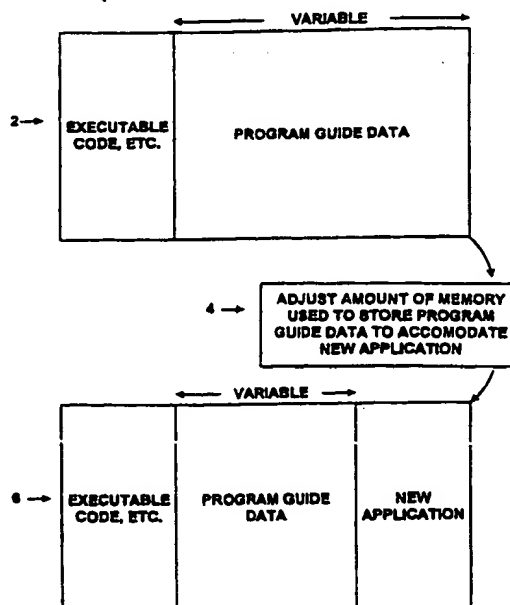 VARIABLE
2
EXECUTABLE
CODE, ETC.
PROGRAM GUIDE DATA
4
ADJUST AMOUNT OF MEMORY
USED TO STORE PROGRAM
GUIDE DATA TO ACCOMODATE
NEW APPLICATION
VARIABLE
6
EXECUTABLE
CODE, ETC.
PROGRAM GUIDE
DATA
NEW
APPLICATION